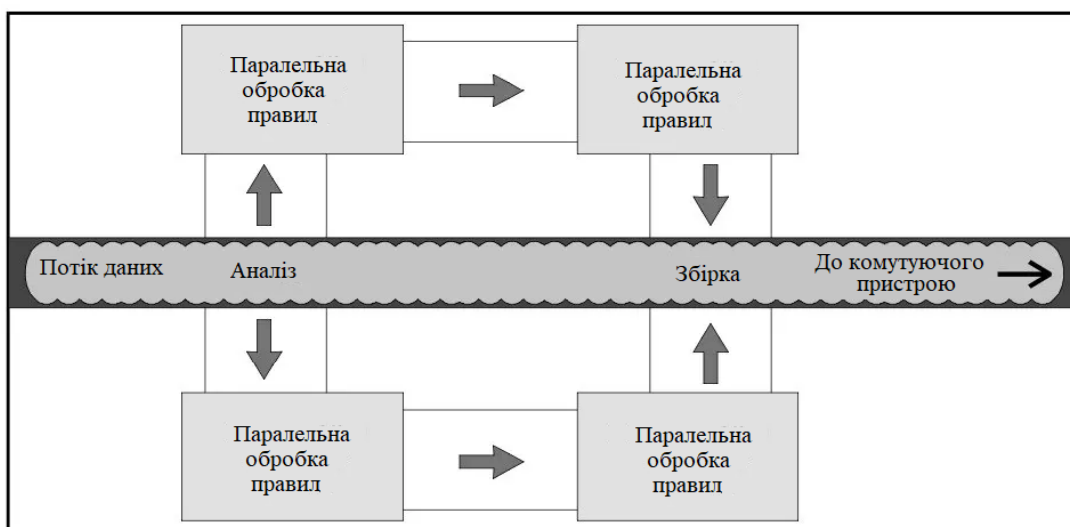 Паралельна
обробка
правил
Паралельна
обробка
правил
Потік даних
Аналіз
Збірка
До комутуючого
пристрою
Паралельна
обробка
правил
Паралельна
обробка
правил